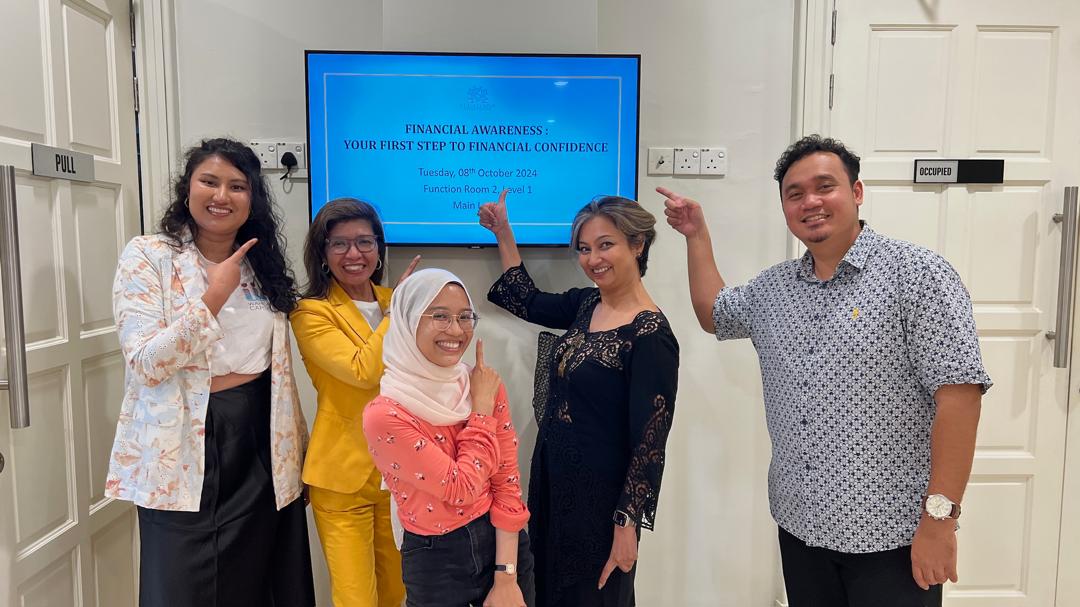 PULL
FINANCIAL AWARENESS :
YOUR FIRST STEP TO FINANCIAL CONFIDENCE
Tuesday, 08th October 2024
Function Room 2, Level 1
Main
OCCUPIED